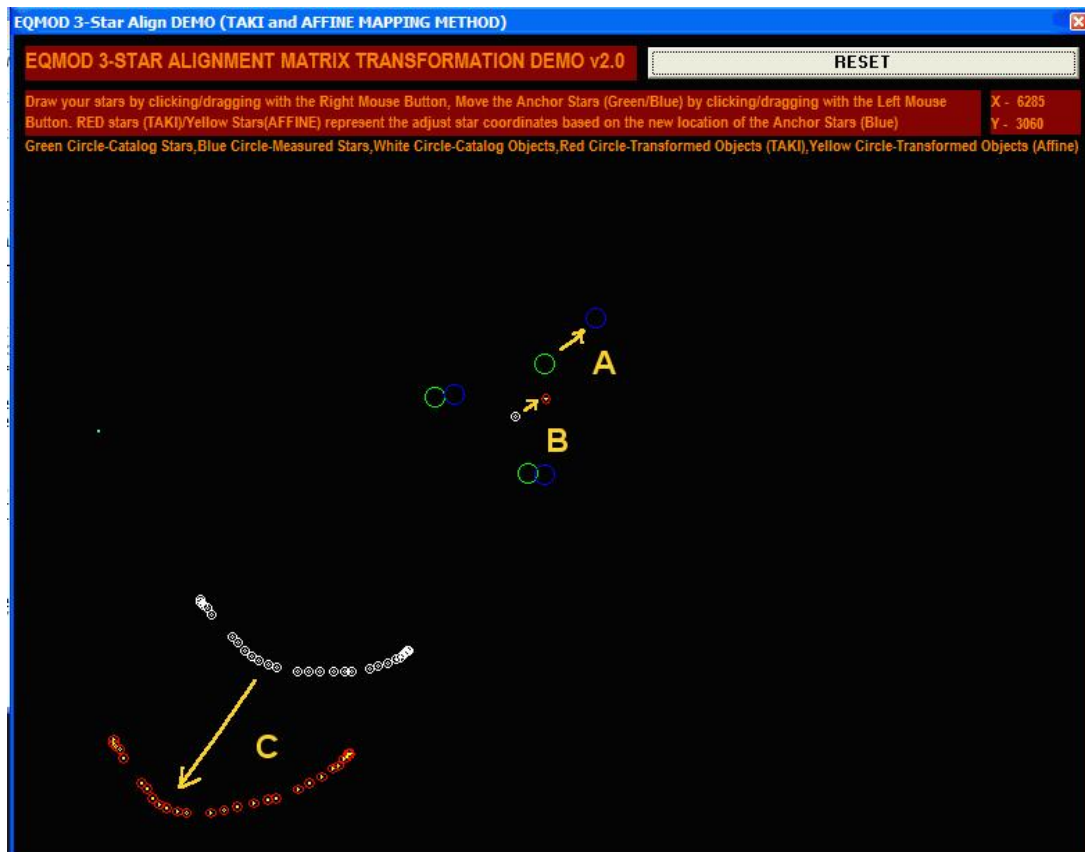 EQMOD 3-Star Align DEMO (TAKI and AFFINE MAPPING METHOD)
EQMOD 3-STAR ALIGNMENT MATRIX TRANSFORMATION DEMO v2.0
RESET
Draw your stars by clicking/dragging with the Right Mouse Button, Move the Anchor Stars (Green/Blue) by clicking/dragging with the Left Mouse
Button. RED stars (TAKI)/Yellow Stars(AFFINE) represent the adjust star coordinates based on the new location of the Anchor Stars (Blue)
X - 6285
Y - 3060
Green Circle-Catalog Stars,Blue Circle-Measured Stars,White Circle-Catalog Objects,Red Circle-Transformed Objects (TAKI),Yellow Circle-Transformed Objects (Affine)
A
B
C